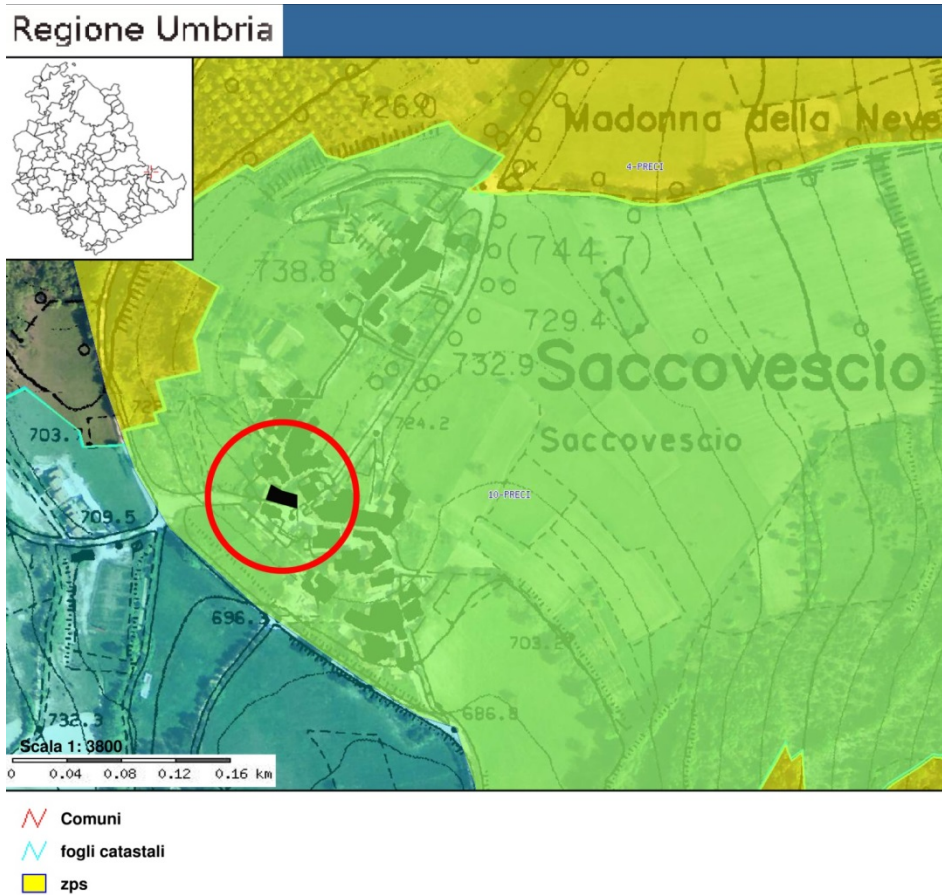 Regione Umbria
726.0
Madonna della Neve
4-PRECI
738.8
(744.7)
729.4
732.9
Saccovescio
724.2
Saccovescio
703.
10-PRECI
709.5
696.
703.2
686.8
732.3
Scala 1: 3800
0 0.04 0.08 0.12 0.16 km
Comuni
fogli catastali
zps